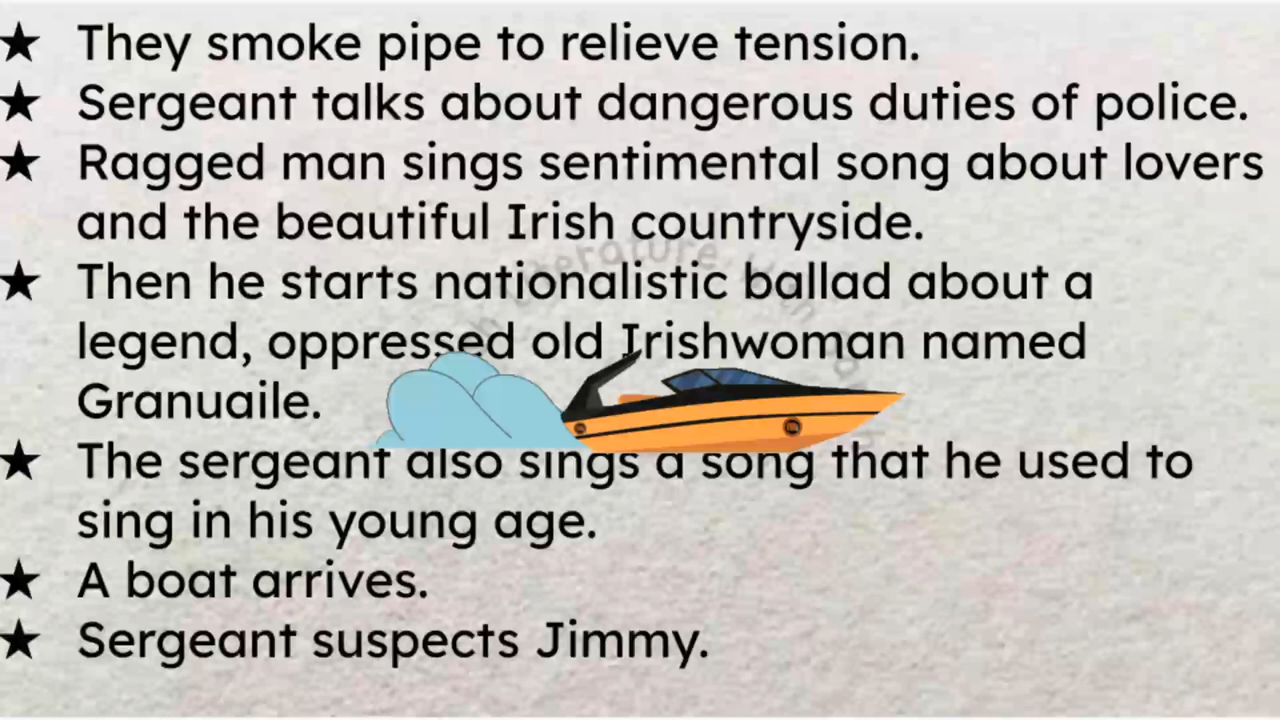 ★ They smoke pipe to relieve tension.
★ Sergeant talks about dangerous duties of police.
★ Ragged man sings sentimental song about lovers
and the beautiful Irish countryside.
★ Then he starts nationalistic ballad about a
legend, oppressed old Irishwoman named
Granuaile.
★ The sergeant also sings a song that he used to
sing in his young age.
★ A boat arrives.
★ Sergeant suspects Jimmy.
Literature